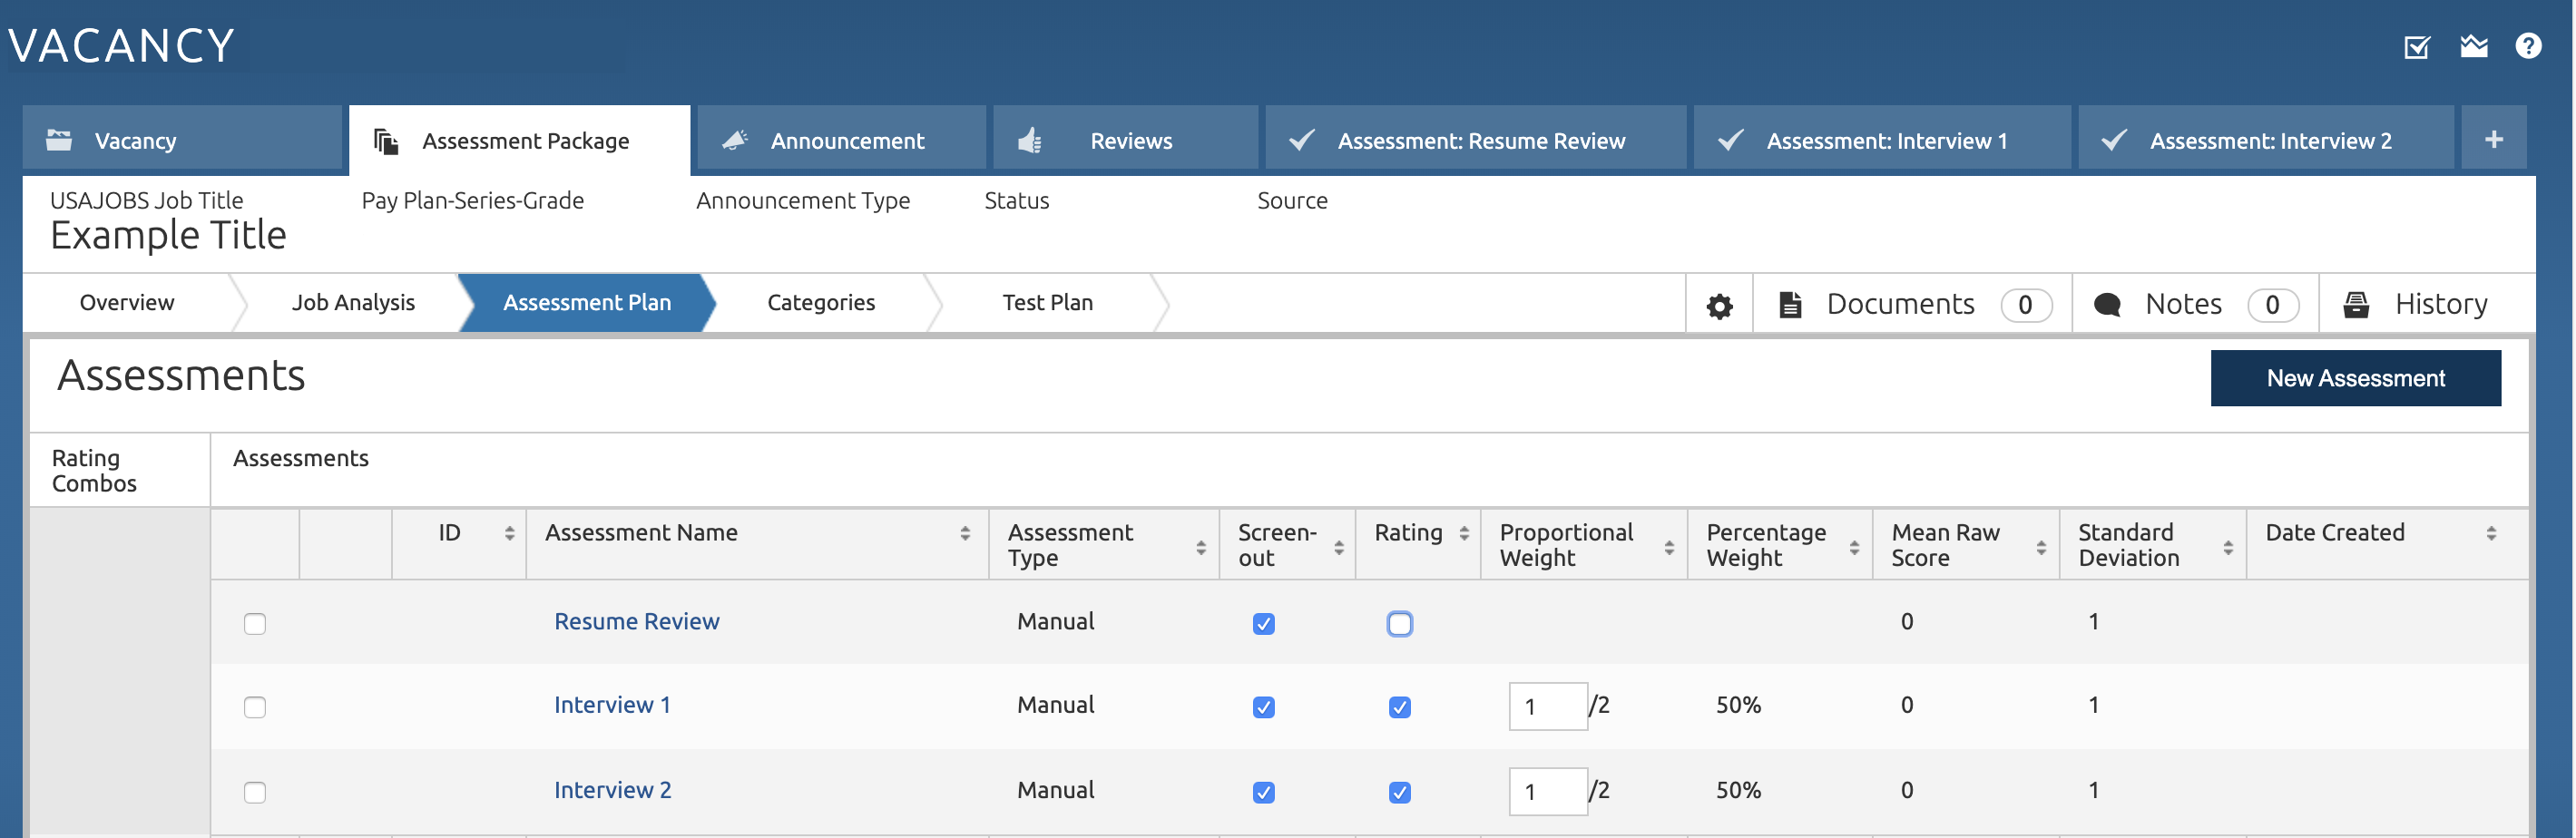 VACANCY
Vacancy
Assessment Package
Announcement
Reviews
Assessment: Resume Review
Assessment: Interview 1
Assessment: Interview 2
+
USAJOBS Job Title
Pay Plan-Series-Grade
Announcement Type
Status
Source
Example Title
Overview
Job Analysis
Assessment Plan
Categories
Test Plan
Documents 0
Notes 0
History
Assessments
New Assessment
Rating
Combos
Assessments
ID
Assessment Name
Assessment
Type
Screen-
out
Rating
Proportional
Weight
Percentage
Weight
Mean Raw
Score
Standard
Deviation
Date Created
Resume Review Manual 0 1
Interview 1 Manual 1 /2 50% 0 1
Interview 2 Manual 1 /2 50% 0 1